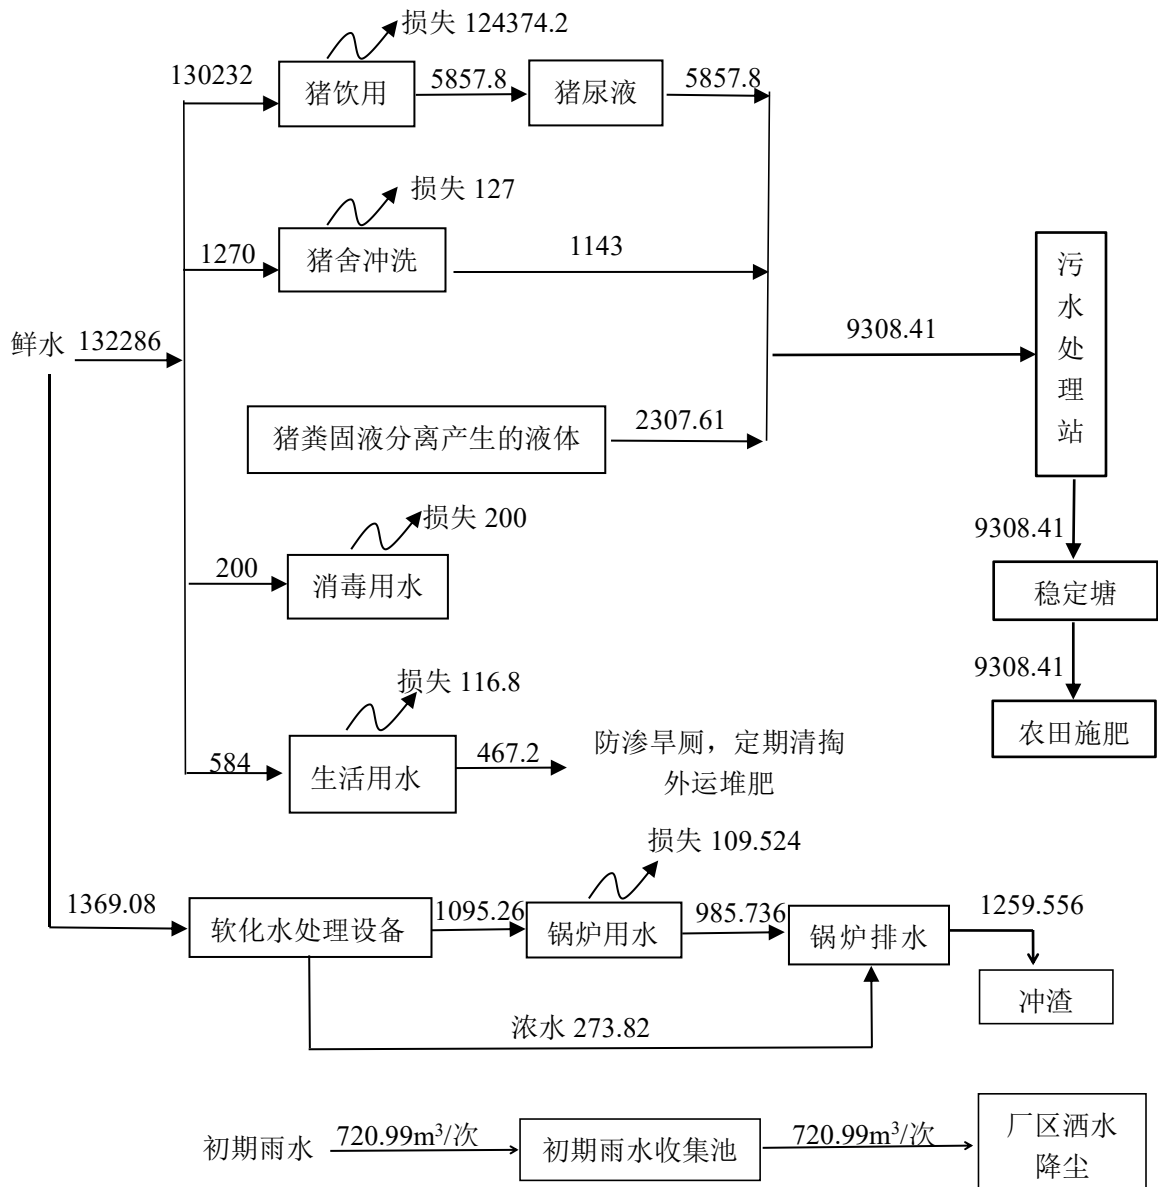 损失 124374.2
130232
猪饮用
5857.8
猪尿液
5857.8
损失 127
1270
猪舍冲洗
1143
污水处理站
鲜水
132286
9308.41
猪粪固液分离产生的液体
2307.61
损失 200
200
消毒用水
9308.41
稳定塘
9308.41
农田施肥
损失 116.8
584
生活用水
467.2
防渗旱厕，定期清掏
外运堆肥
损失 109.524
1369.08
软化水处理设备
1095.26
锅炉用水
985.736
锅炉排水
1259.556
冲渣
浓水 273.82
初期雨水
720.99m³/次
初期雨水收集池
720.99m³/次
厂区洒水
降尘